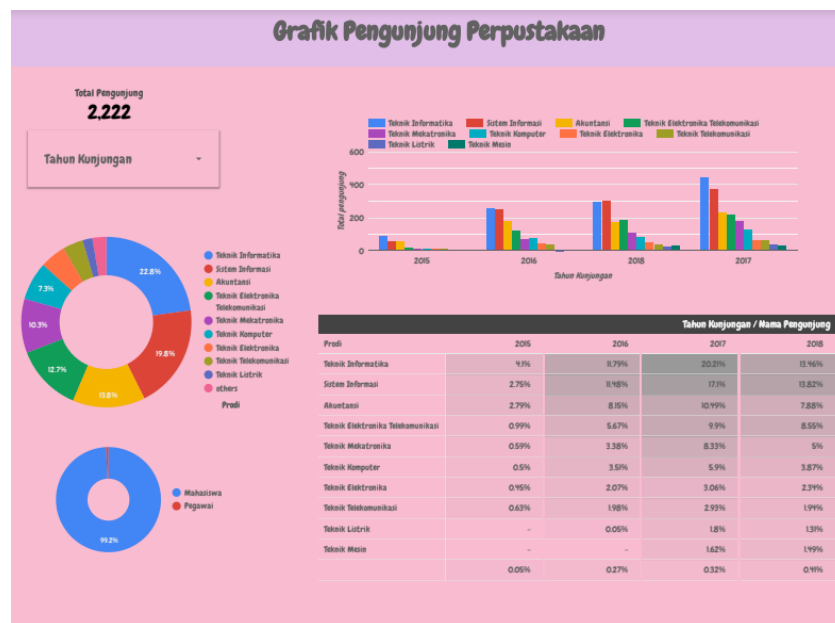 Grafik Pengunjung Perpustakaan
Total Pengunjung
2,222
Tahun Kunjungan
Teknik Informatika
Sistem Informasi
Akuntansi
Teknik Elektronika Telekomunikasi
Teknik Mekatronika
Teknik Komputer
Teknik Elektronika
Teknik Telekomunikasi
Teknik Listrik
Teknik Mesin
600
400
200
0
Total pengunjung
2015
2016
2018
2017
Tahun Kunjungan
22.8%
19.8%
13.8%
12.7%
10.3%
7.3%
Teknik Informatika
Sistem Informasi
Akuntansi
Teknik Elektronika
Telekomunikasi
Teknik Mekatronika
Teknik Komputer
Teknik Elektronika
Teknik Telekomunikasi
Teknik Listrik
others
Prodi
99.2%
Mahasiswa
Pegawai
Tahun Kunjungan / Nama Pengunjung
Prodi 2015 2016 2017 2018
Teknik Informatika 4.1% 11.79% 20.21% 13.46%
Sistem Informasi 2.75% 11.48% 17.1% 13.82%
Akuntansi 2.79% 8.15% 10.99% 7.88%
Teknik Elektronika Telekomunikasi 0.99% 5.67% 9.9% 8.55%
Teknik Mekatronika 0.59% 3.38% 8.33% 5%
Teknik Komputer 0.5% 3.51% 5.9% 3.87%
Teknik Elektronika 0.45% 2.07% 3.06% 2.34%
Teknik Telekomunikasi 0.63% 1.98% 2.93% 1.94%
Teknik Listrik - 0.05% 1.8% 1.31%
Teknik Mesin - - 1.62% 1.49%
0.05% 0.27% 0.32% 0.41%